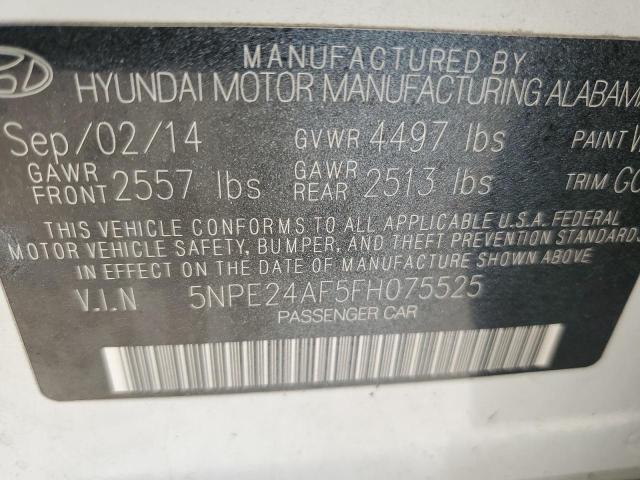 MANUFACTURED BY
HYUNDAI MOTOR MANUFACTURING ALABAMA
Sep/02/14 GVWR 4497 lbs PAINT
GAWR FRONT 2557 lbs GAWR REAR 2513 lbs TRIM
THIS VEHICLE CONFORMS TO ALL APPLICABLE U.S.A. FEDERAL
MOTOR VEHICLE SAFETY, BUMPER, AND THEFT PREVENTION STANDARDS
IN EFFECT ON THE DATE OF MANUFACTURE SHOWN ABOVE.
V.I.N 5NPE24AF5FH075525
PASSENGER CAR